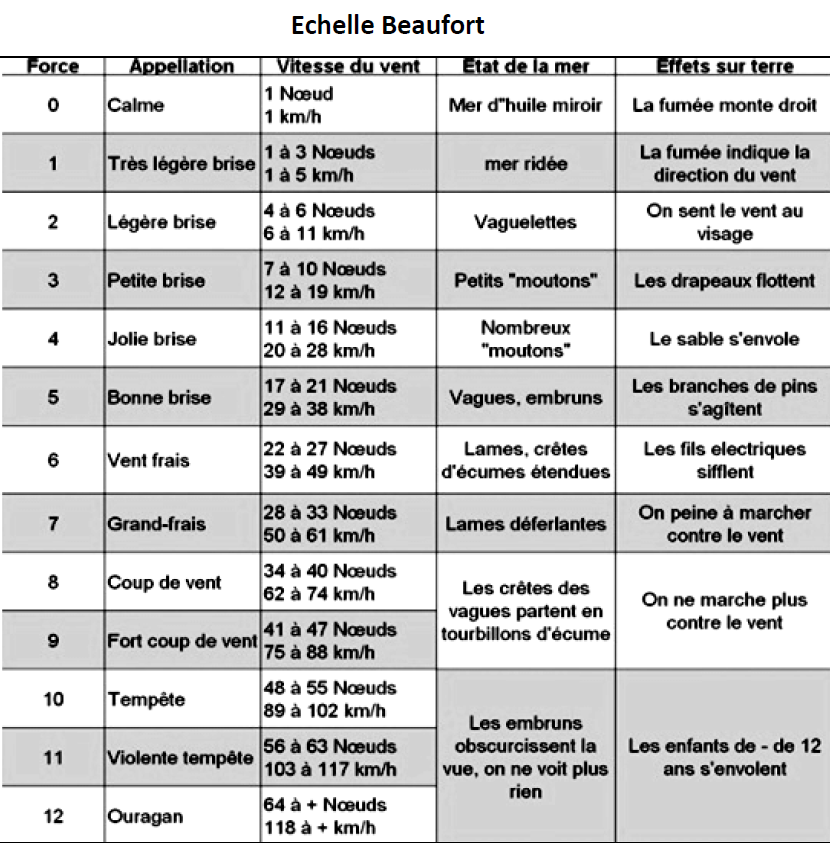 Echelle Beaufort
Force Appellation Vitesse du vent Etat de la mer Effets sur terre
0 Calme 1 Nœud
1 km/h Mer d"huile miroir La fumée monte droit
1 Très légère brise 1 à 3 Nœuds
1 à 5 km/h mer ridée La fumée indique la
direction du vent
2 Légère brise 4 à 6 Nœuds
6 à 11 km/h Vaguelettes On sent le vent au
visage
3 Petite brise 7 à 10 Nœuds
12 à 19 km/h Petits "moutons" Les drapeaux flottent
4 Jolie brise 11 à 16 Nœuds
20 à 28 km/h Nombreux
"moutons" Le sable s'envole
5 Bonne brise 17 à 21 Nœuds
29 à 38 km/h Vagues, embruns Les branches de pins
s'agîtent
6 Vent frais 22 à 27 Nœuds
39 à 49 km/h Lames, crêtes
d'écumes étendues Les fils electriques
sifflent
7 Grand-frais 28 à 33 Nœuds
50 à 61 km/h Lames déferlantes On peine à marcher
contre le vent
8 Coup de vent 34 à 40 Nœuds
62 à 74 km/h Les crêtes des
vagues partent en
tourbillons d'écume On ne marche plus
contre le vent
9 Fort coup de vent 41 à 47 Nœuds
75 à 88 km/h
10 Tempête 48 à 55 Nœuds
89 à 102 km/h Les embruns
obscurcissent la
vue, on ne voit plus
rien Les enfants de - de 12
ans s'envolent
11 Violente tempête 56 à 63 Nœuds
103 à 117 km/h
12 Ouragan 64 à + Nœuds
118 à + km/h